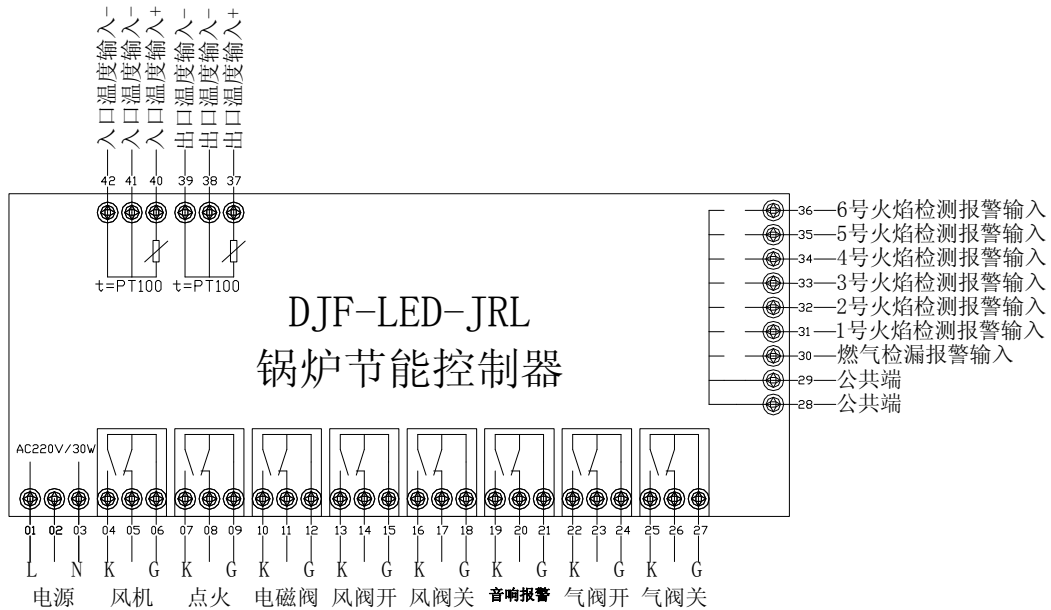 入口温度输入-
入口温度输入-
入口温度输入+
出口温度输入-
出口温度输入-
出口温度输入+
42 41 40 39 38 37
t=PT100 t=PT100
36 6号火焰检测报警输入
35 5号火焰检测报警输入
34 4号火焰检测报警输入
33 3号火焰检测报警输入
32 2号火焰检测报警输入
31 1号火焰检测报警输入
30 燃气检漏报警输入
29 公共端
28 公共端
DJF-LED-JRL
锅炉节能控制器
AC220V/30W
01 02 03 04 05 06 07 08 09 10 11 12 13 14 15 16 17 18 19 20 21 22 23 24 25 26 27
L N K G K G K G K G K G K G K G K G
电源 风机 点火 电磁阀 风阀开 风阀关 音响报警 气阀开 气阀关